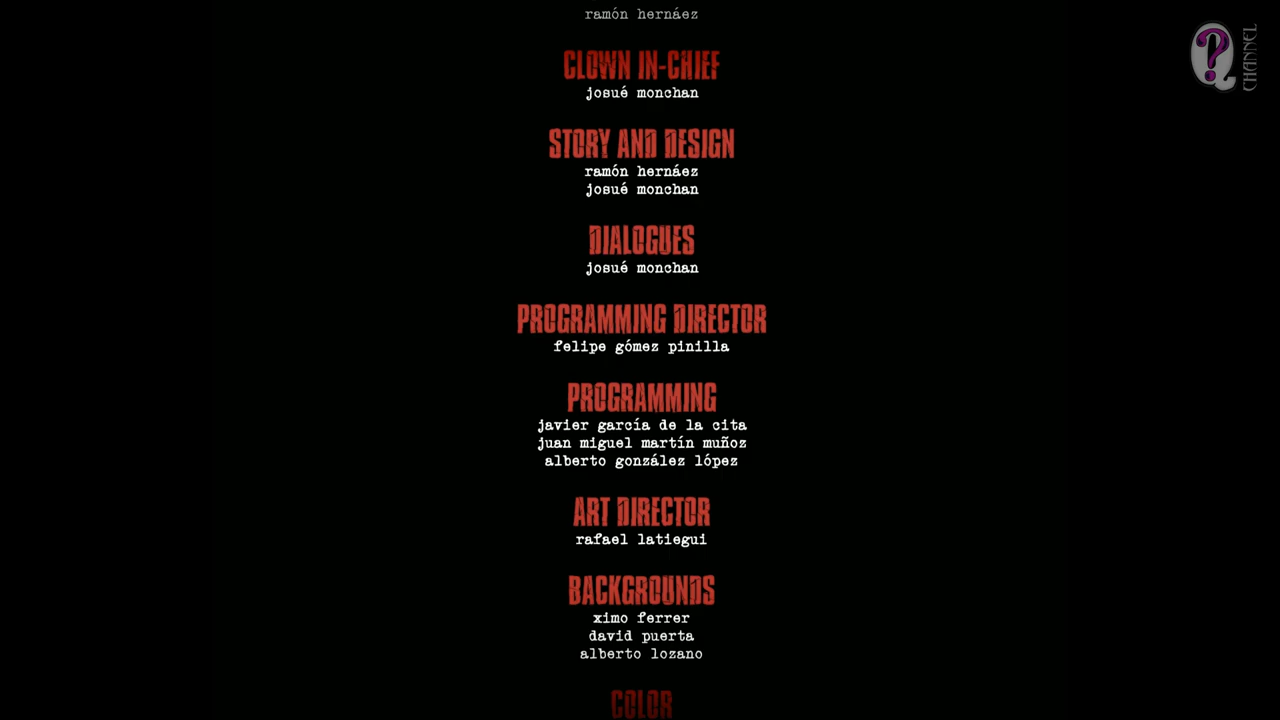 ramón hernáez
CLOWN IN-CHIEF
josué monchan
STORY AND DESIGN
ramón hernáez
josué monchan
DIALOGUES
josué monchan
PROGRAMMING DIRECTOR
felipe gómez pinilla
PROGRAMMING
javier garcía de la cita
juan miguel martín muñoz
alberto gonzález lópez
ART DIRECTOR
rafael latiegui
BACKGROUNDS
ximo ferrer
david puerta
alberto lozano
COLOR
? CHANNEL